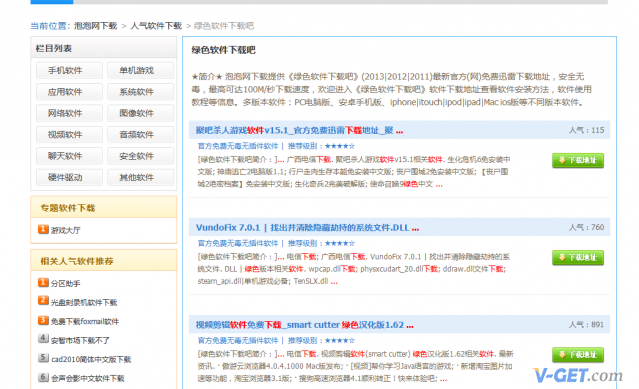 当前位置: 泡泡网下载 > 人气软件下载 > 绿色软件下载吧
栏目列表
手机软件 单机游戏
应用软件 系统软件
网络软件 图像软件
视频软件 音频软件
聊天软件 安全软件
硬件驱动 其他软件
专题软件下载
1 游戏大厅
相关人气软件推荐
1 分区助手
2 光盘刻录机软件下载
3 免费下载foxmail软件
4 安智市场下载不了
5 cad2010简体中文版下载
6 会声会影中文软件下载
绿色软件下载吧
★简介★ 泡泡网下载提供《绿色软件下载吧》(2013|2012|2011)最新官方(网)免费迅雷下载地址，安全无
毒，最高可达100M/秒下载速度，欢迎进入《绿色软件下载吧》软件下载地址查看软件安装方法，软件使用
教程等信息。多版本软件：PC电脑版、安卓手机版、iphone|itouch|ipod|ipad|Mac ios版等不同版本软件。
聚吧杀人游戏软件v15.1_官方免费迅雷下载地址_聚 ...
人气：115
官方免费无毒无插件软件 | 推荐级别：★★★★☆
[绿色软件下载吧简介：]... 广西电信下载. 聚吧杀人游戏软件v15.1相关软件. 生化危机6免安装中
文版; 神庙逃亡2电脑版1.1; 行尸走肉生存本能免安装中文版; 丧尸围城2免安装中文版; 【丧尸围
城2绝密档案】免安装中文版; 生化奇兵2完美破解版; 使命召唤9绿色中文 ...
下载地址
VundoFix 7.0.1 | 找出并清除隐藏劫持的系统文件.DLL ...
人气：760
官方免费无毒无插件软件 | 推荐级别：★★★★☆
[绿色软件下载吧简介：]... 电信下载; 广西电信下载. VundoFix 7.0.1 | 找出并清除隐藏劫持的系
统文件. DLL | 绿色版本相关软件. wpcap.dll下载; physxcudart_20.dll下载; ddraw.dll文件下载;
steam_api.dll|单机游戏必备; TenSLX.dll ...
下载地址
视频剪辑软件免费下载_smart cutter 绿色汉化版1.62 ...
人气：891
官方免费无毒无插件软件 | 推荐级别：★★★★☆
[绿色软件下载吧简介：]... 电信下载. 视频剪辑软件(smart cutter) 绿色汉化版1.62相关软件. 最新
资讯. · 傲游云浏览器4.0.4.1000 Mac版发布; · [视频]帮你学习Java语言的游戏; · 新增淘宝图片加
速等功能，淘宝浏览器3.1版; · 搜狗高速浏览器4.1顺利转正！快来体验吧; ...
下载地址
V-GET.com